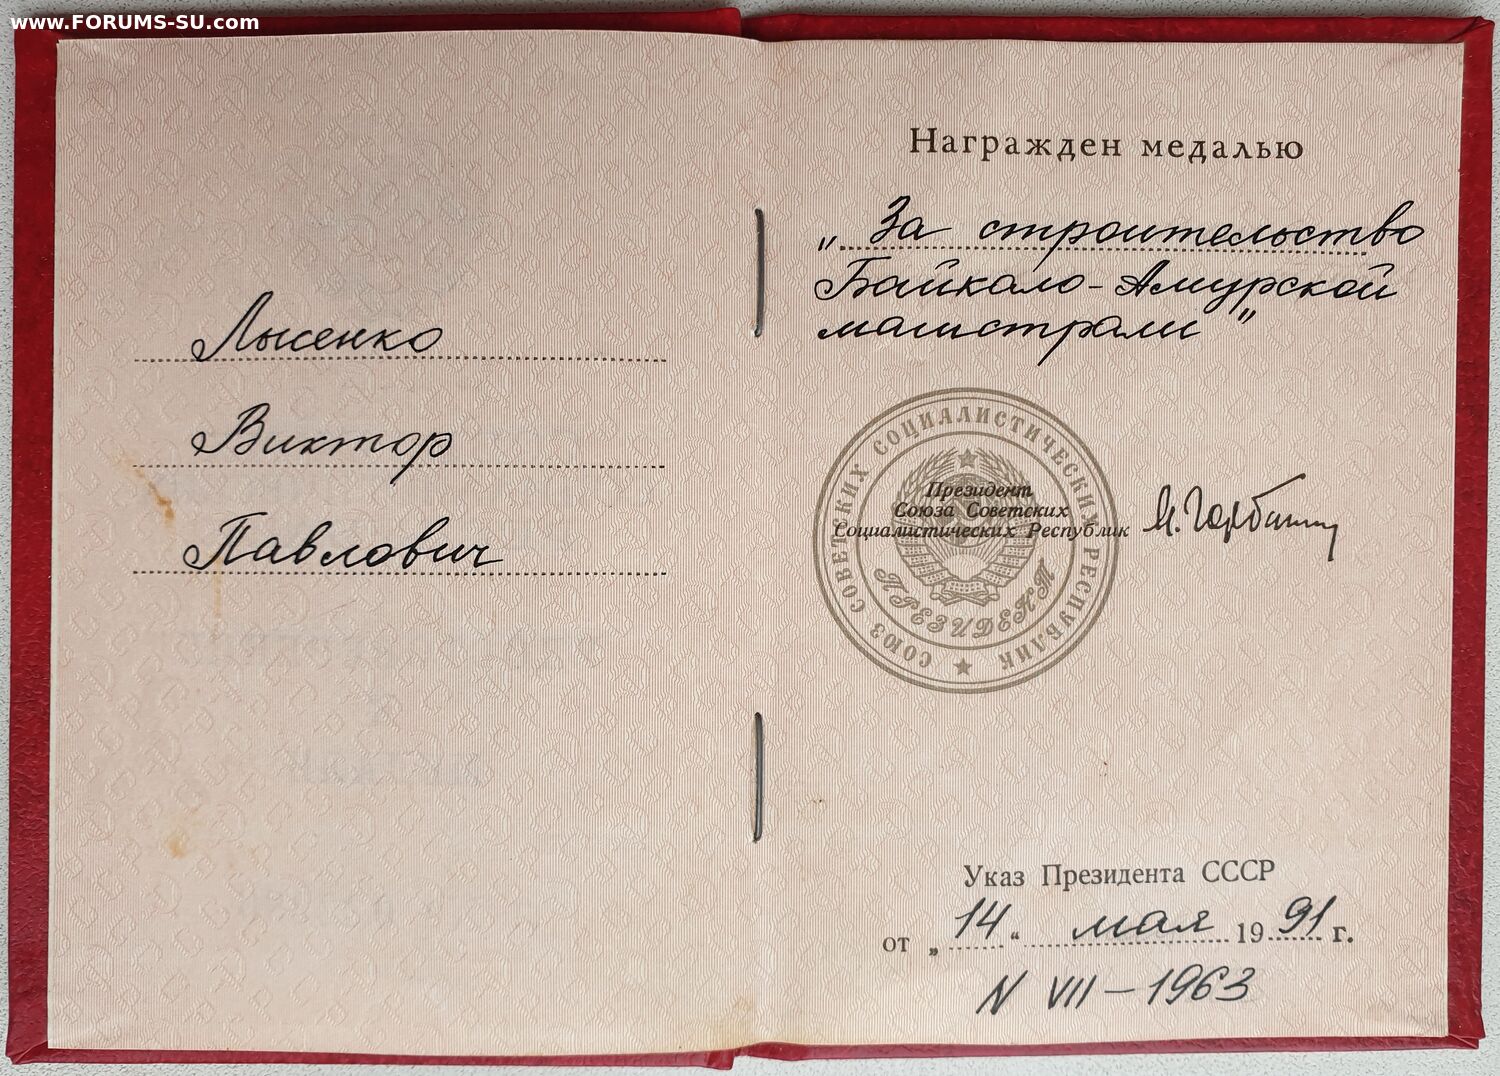 www.FORUMS-SU.com
Лысенко
Виктор
Павлович
Награжден медалью
„За строительство
Байкало-Амурской
магистрали"
СОЮЗ СОВЕТСКИХ СОЦИАЛИСТИЧЕСКИХ РЕСПУБЛИК
ПРЕЗИДЕНТ
Президент
Союза Советских
Социалистических Республик М. Горбачев
Указ Президента СССР
от „14“ мая 1991 г.
N VII-1963